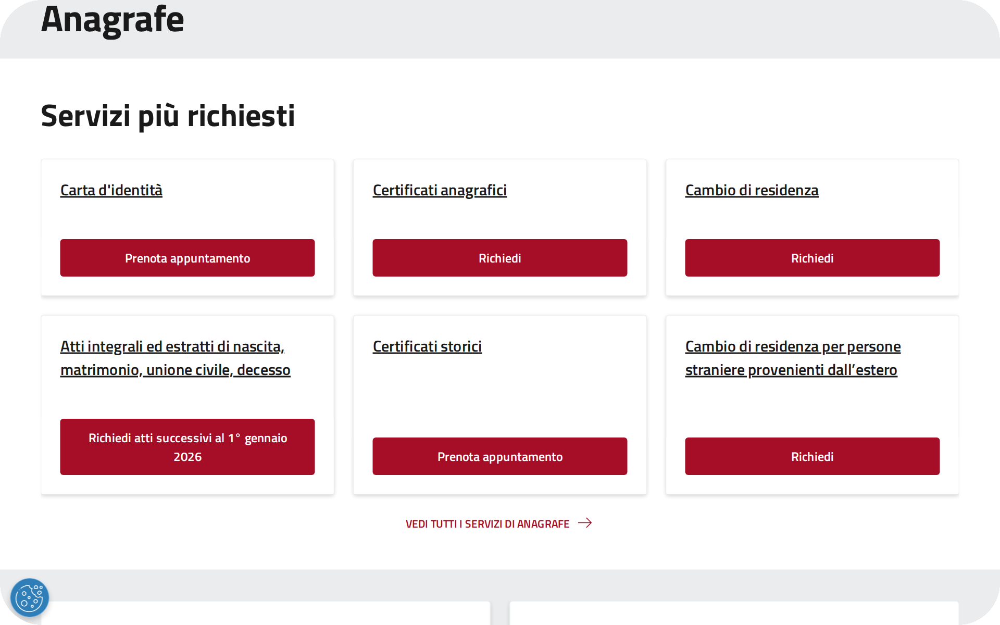 Anagrafe
Servizi più richiesti
Carta d'identità
Prenota appuntamento
Certificati anagrafici
Richiedi
Cambio di residenza
Richiedi
Atti integrali ed estratti di nascita,
matrimonio, unione civile, decesso
Richiedi atti successivi al 1° gennaio
2026
Certificati storici
Prenota appuntamento
Cambio di residenza per persone
straniere provenienti dall’estero
Richiedi
VEDI TUTTI I SERVIZI DI ANAGRAFE